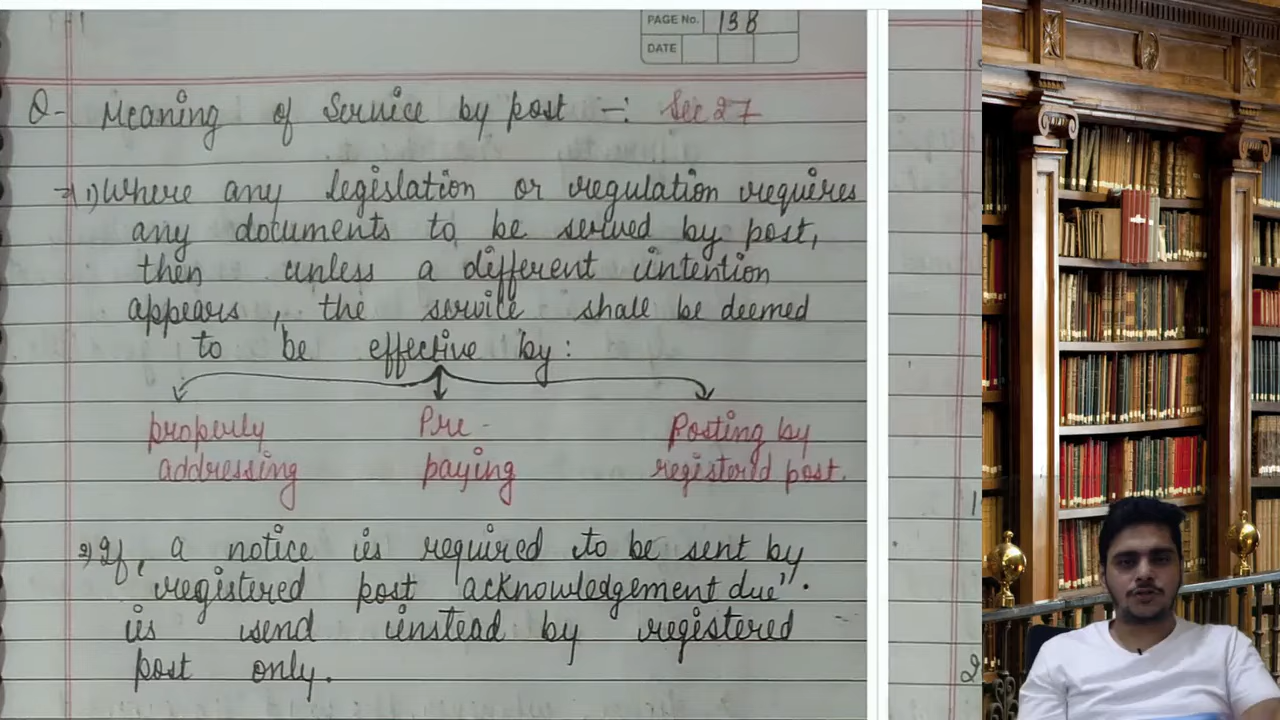 PAGE No. 138
DATE
Q- Meaning of Service by post -: Sec 27
→ 1) Where any legislation or regulation requires
any documents to be served by post,
then unless a different intention
appears, the service shall be deemed
to be effective by:
properly addressing
Pre-paying
Posting by registered post.
2) If, a notice is required to be sent by
"registered post acknowledgement due".
is send instead by registered
post only.
1
2